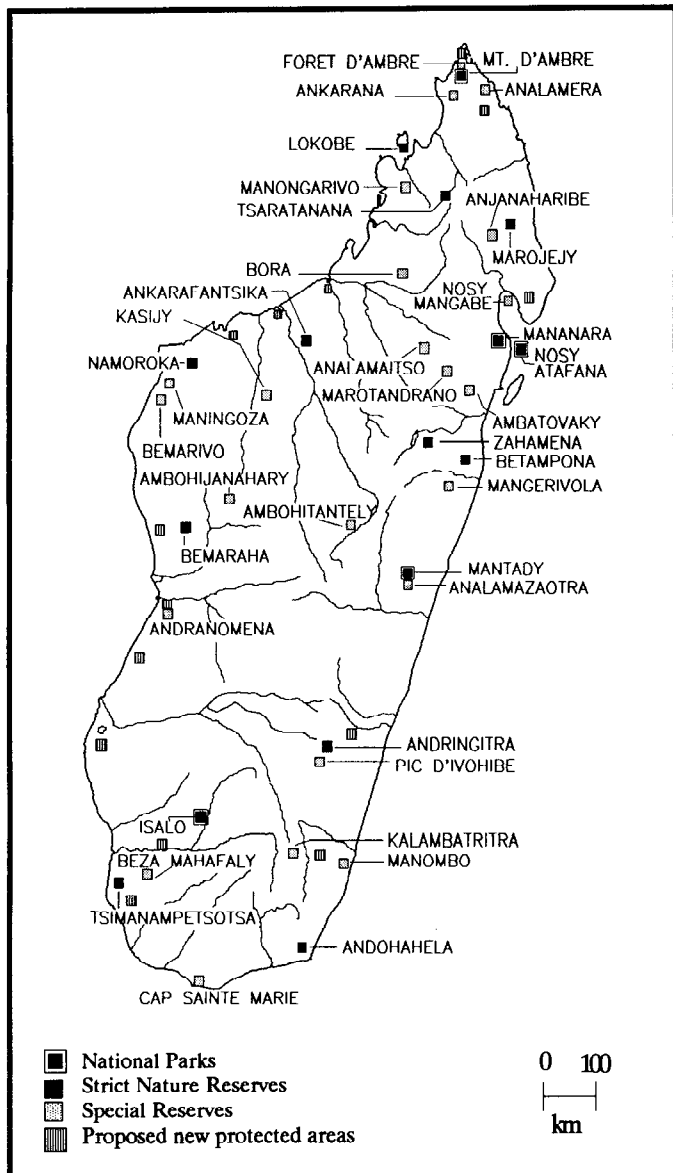 FORET D'AMBRE
MT. D'AMBRE
ANKARANA
ANALAMERA
LOKOBE
MANONGARIVO
TSARATANANA
ANJANAHARIBE
MAROJEJY
BORA
NOSY
MANGABE
ANKARAFANTSIKA
KASIJY
MANANARA
NOSY
ATAFANA
NAMOROKA
ANALAMAITSO
MAROTANDRANO
MANINGOZA
AMBATOVAKY
BEMARIVO
ZAHAMENA
BETAMPONA
AMBOHIJANAHARY
MANGERIVOLA
AMBOHITANTELY
BEMARAHA
MANTADY
ANALAMAZAOTRA
ANDRANOMENA
ANDRINGITRA
PIC D'IVOHIBE
ISALO
KALAMBATRITRA
BEZA MAHAFALY
MANOMBO
TSIMANAMPETSOTSA
ANDOHAHELA
CAP SAINTE MARIE
National Parks
Strict Nature Reserves
Special Reserves
Proposed new protected areas
0 100
km